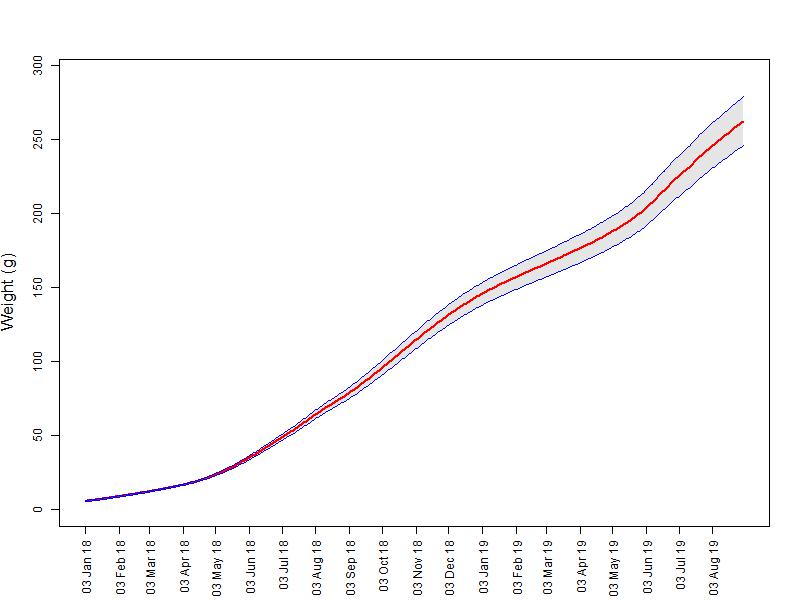 Weight (g)
300
250
200
150
100
50
0
03 Jan 18
03 Feb 18
03 Mar 18
03 Apr 18
03 May 18
03 Jun 18
03 Jul 18
03 Aug 18
03 Sep 18
03 Oct 18
03 Nov 18
03 Dec 18
03 Jan 19
03 Feb 19
03 Mar 19
03 Apr 19
03 May 19
03 Jun 19
03 Jul 19
03 Aug 19